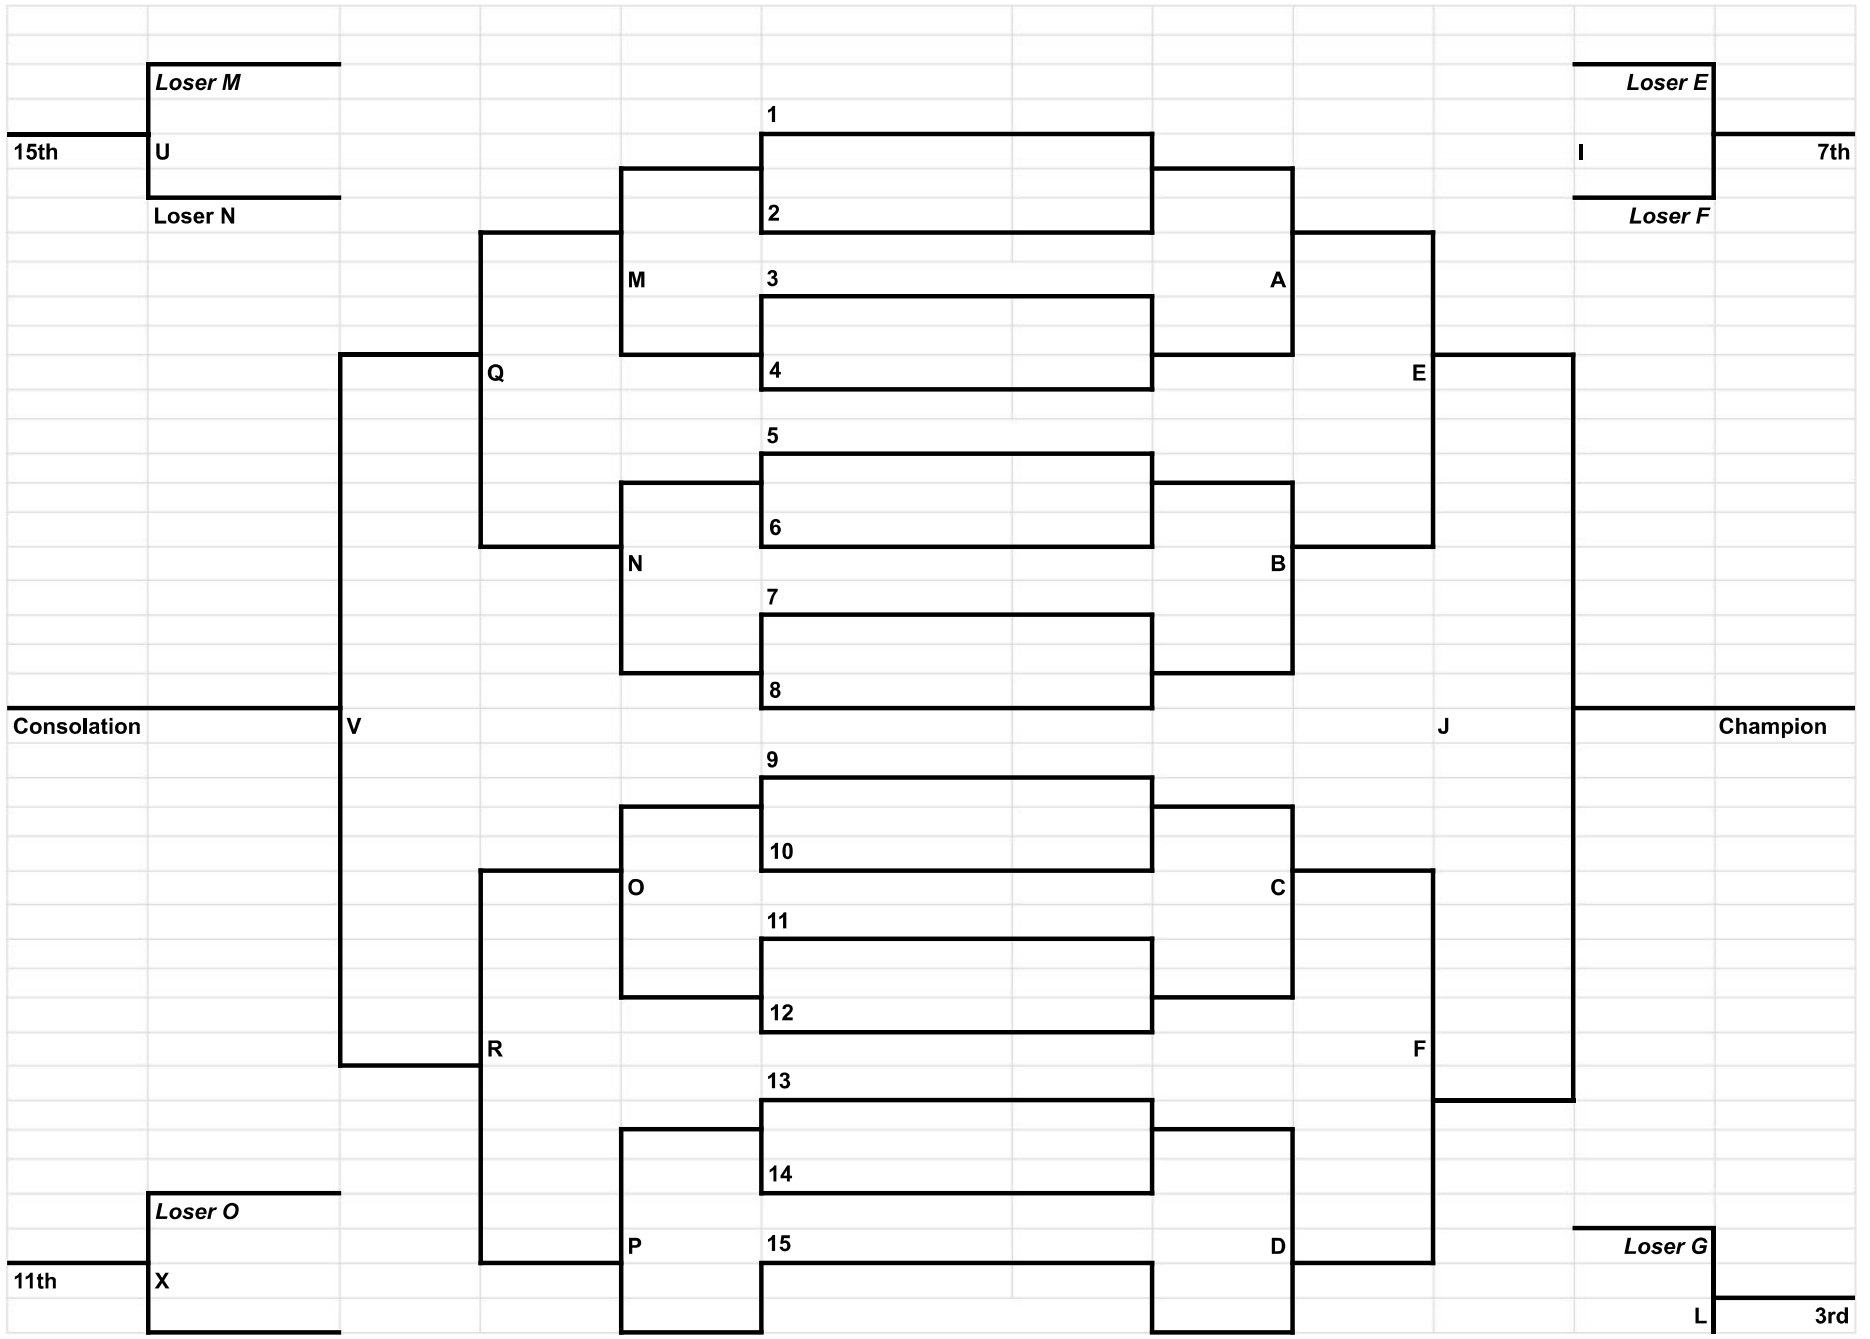 Loser M
Loser E
1
15th
U
I
7th
2
Loser N
Loser F
M
3
A
4
Q
E
5
6
N
B
7
8
Consolation
V
J
Champion
9
10
O
C
11
12
R
F
13
14
Loser O
P
15
D
Loser G
11th
X
L
3rd